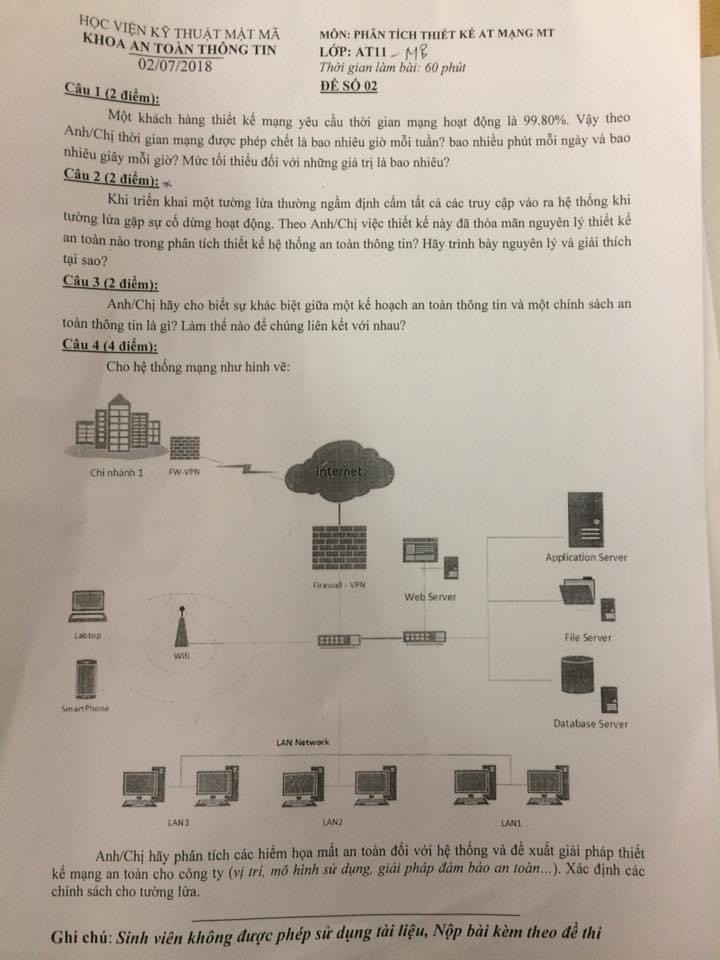 HỌC VIỆN KỸ THUẬT MẬT MÃ
KHOA AN TOÀN THÔNG TIN
02/07/2018
MÔN: PHÂN TÍCH THIẾT KẾ AT MẠNG MT
LỚP: AT11 - MB
Thời gian làm bài: 60 phút
ĐỀ SỐ 02
Câu 1 (2 điểm):
Một khách hàng thiết kế mạng yêu cầu thời gian mạng hoạt động là 99.80%. Vậy theo
Anh/Chị thời gian mạng được phép chết là bao nhiêu giờ mỗi tuần? bao nhiêu phút mỗi ngày và bao
nhiêu giây mỗi giờ? Mức tối thiểu đối với những giá trị là bao nhiêu?
Câu 2 (2 điểm):
Khi triển khai một tường lửa thường ngầm định cấm tất cả các truy cập vào ra hệ thống khi
tường lửa gặp sự cố dừng hoạt động. Theo Anh/Chị việc thiết kế này đã thỏa mãn nguyên lý thiết kế
an toàn nào trong phân tích thiết kế hệ thống an toàn thông tin? Hãy trình bày nguyên lý và giải thích
tại sao?
Câu 3 (2 điểm):
Anh/Chị hãy cho biết sự khác biệt giữa một kế hoạch an toàn thông tin và một chính sách an
toàn thông tin là gì? Làm thế nào để chúng liên kết với nhau?
Câu 4 (4 điểm):
Cho hệ thống mạng như hình vẽ:
Chi nhánh 1
FW-VPN
Internet
Firewall - VPN
Web Server
Application Server
File Server
Database Server
Labtop
Wifi
SmartPhone
LAN Network
LAN3
LAN2
LAN1
Anh/Chị hãy phân tích các hiểm họa mất an toàn đối với hệ thống và đề xuất giải pháp thiết
kế mạng an toàn cho công ty (vị trí, mô hình sử dụng, giải pháp đảm bảo an toàn...). Xác định các
chính sách cho tường lửa.
Ghi chú: Sinh viên không được phép sử dụng tài liệu, Nộp bài kèm theo đề thi